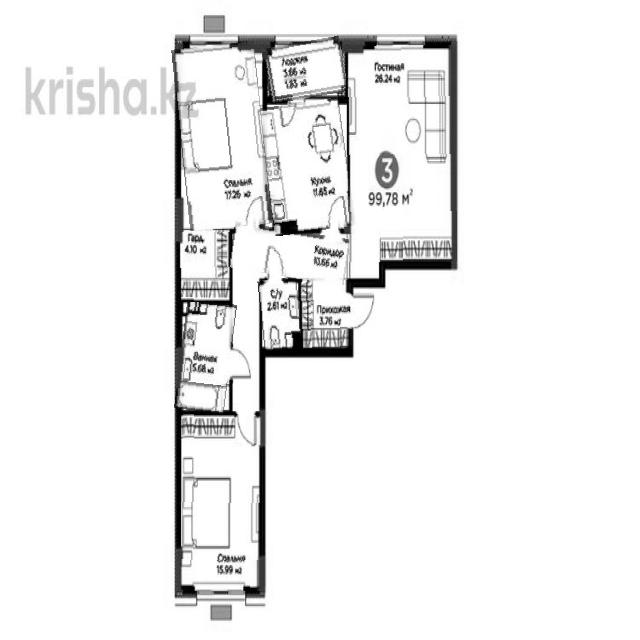 krisha.kz
Лоджия
3.66 м²
1.83 м²
Гостиная
26.24 м²
3
99,78 м²
Спальня
17.26 м²
Кухня
11.85 м²
Гард.
4.10 м²
Коридор
10.66 м²
С/у
2.61 м²
Прихожая
3.76 м²
Ванная
5.68 м²
Спальня
15.99 м²